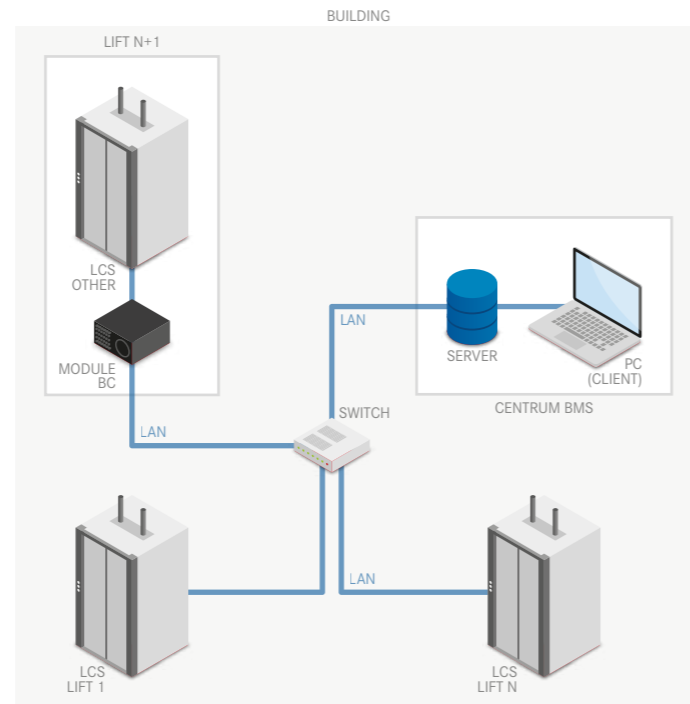 BUILDING
LIFT N+1
LCS
OTHER
MODULE
BC
LAN
LAN
SERVER
PC
(CLIENT)
CENTRUM BMS
SWITCH
LAN
LCS
LIFT 1
LCS
LIFT N